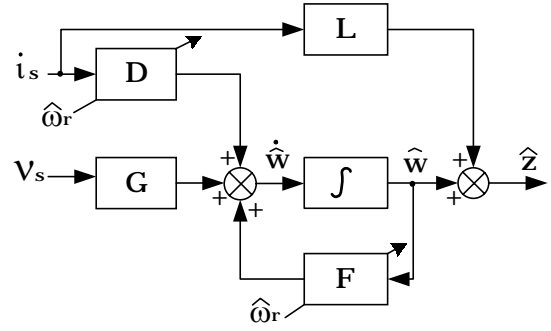 L
i_s
D
ω̂_r
+
ẇ̂
ŵ
+
ẑ
v_s
G
+
+
∫
+
F
ω̂_r